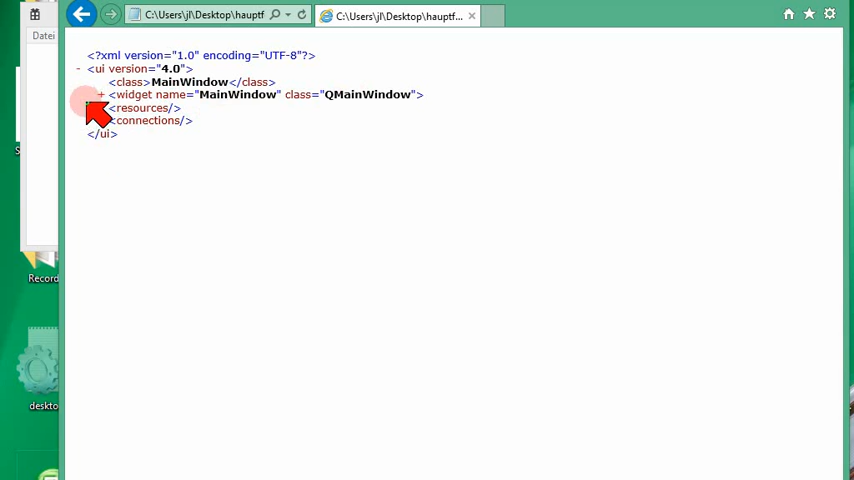 C:\Users\jl\Desktop\hauptf
C:\Users\jl\Desktop\hauptf...
Datei
<?xml version="1.0" encoding="UTF-8"?>
- <ui version="4.0">
<class>MainWindow</class>
+ <widget name="MainWindow" class="QMainWindow">
<resources/>
<connections/>
</ui>
S
Record
deskto